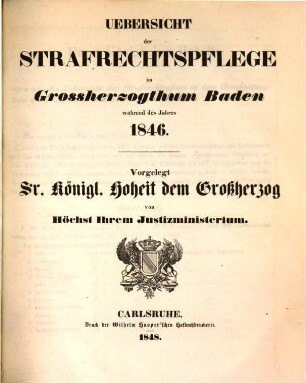 UEBERSICHT
der
STRAFRECHTSPFLEGE
im
Grossherzogthum Baden
während des Jahres
1846.
Vorgelegt
Sr. Königl. Hoheit dem Großherzog
von
Höchst Ihrem Justizministerium.
CARLSRUHE,
Druck der Wilhelm Hasper'schen Hofbuchdruckerei.
1848.